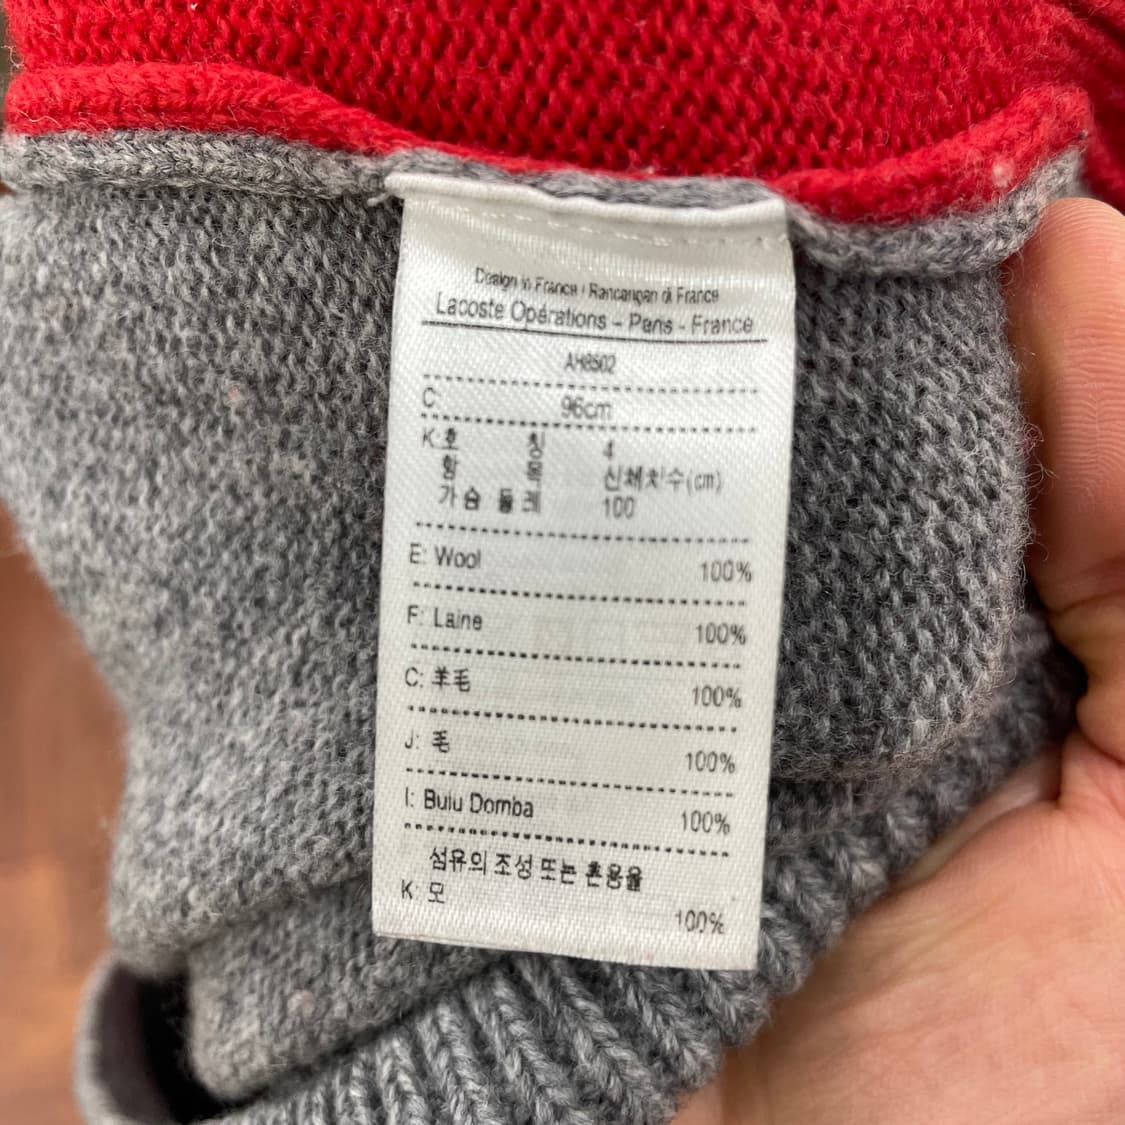 Design in France / Rancangan di France
Lacoste Opérations - Paris - France
AH8502
C: 96cm
K: 호 칭 4
항 목 신체치수(cm)
가슴 둘레 100
E: Wool 100%
F: Laine 100%
C: 羊毛 100%
J: 毛 100%
I: Bulu Domba 100%
섬유의 조성 또는 혼용율
K: 모 100%